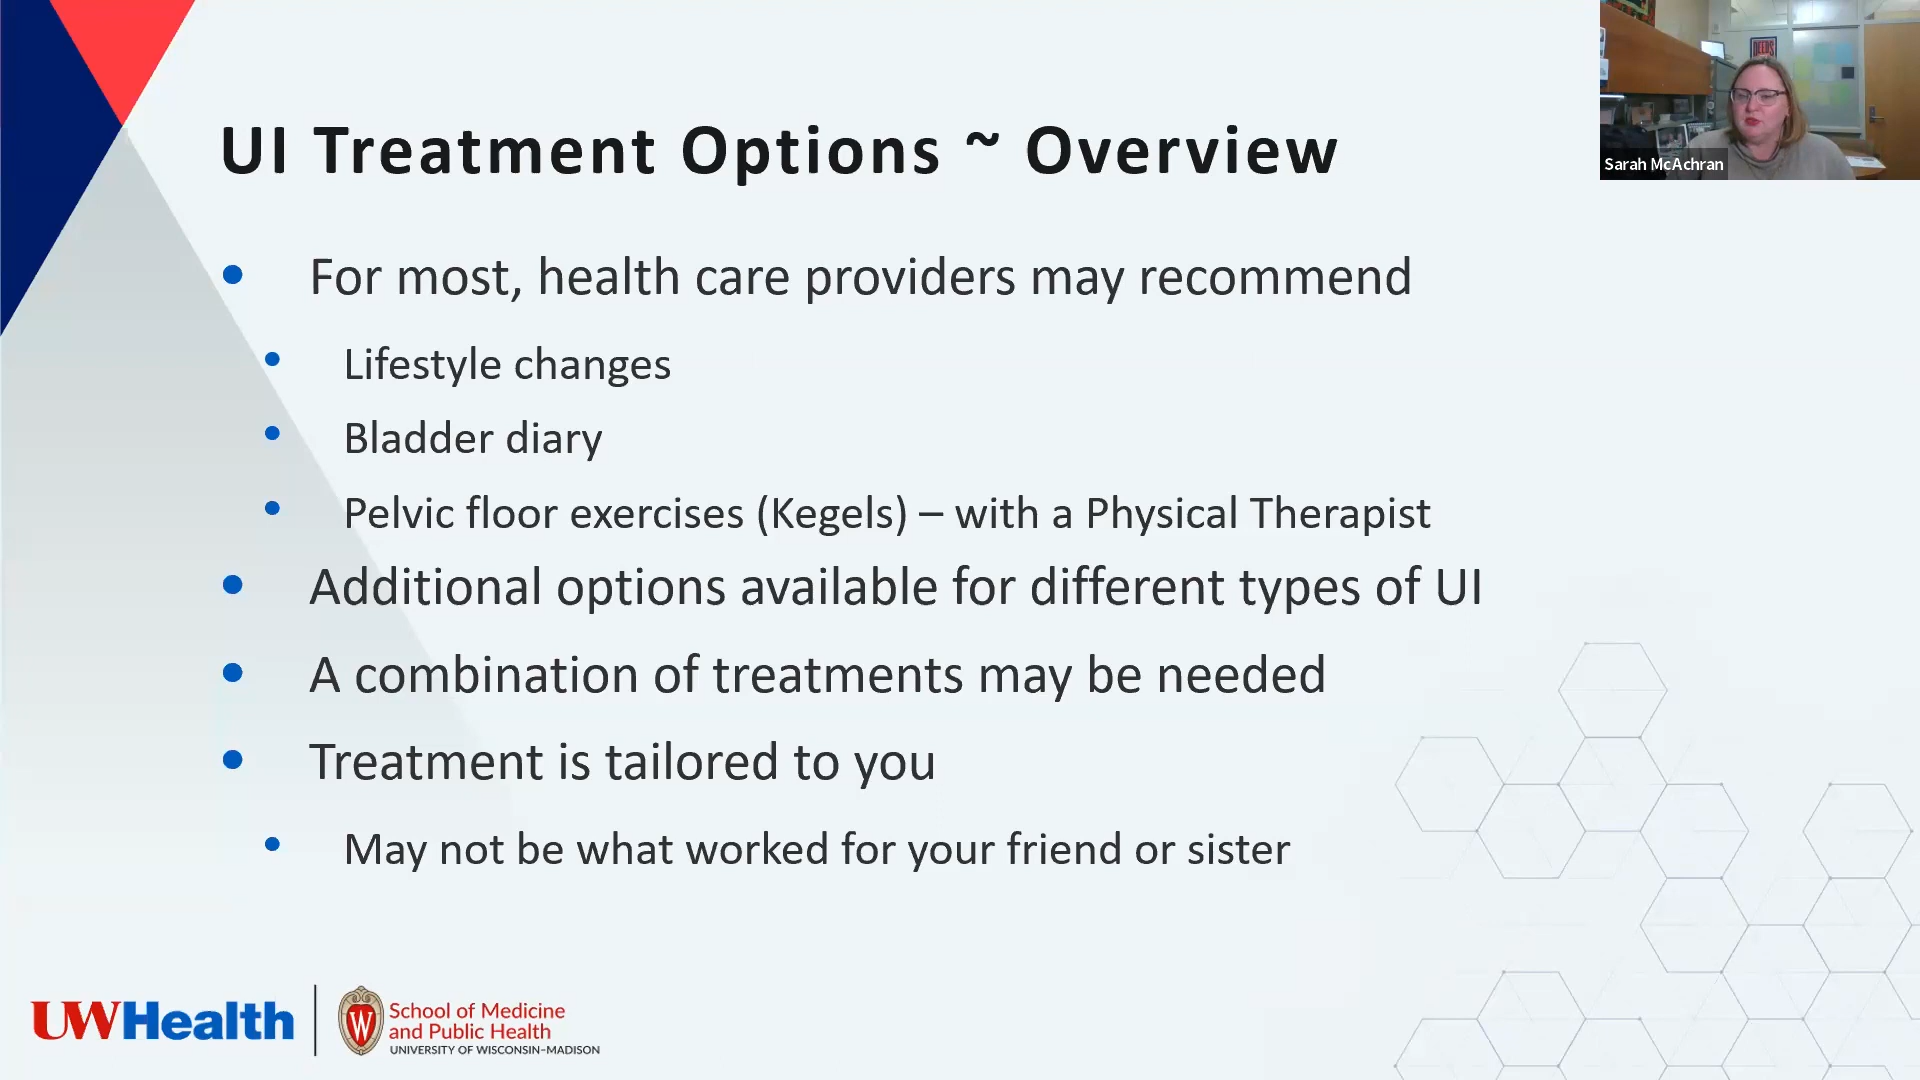 UI Treatment Options ~ Overview
For most, health care providers may recommend
Lifestyle changes
Bladder diary
Pelvic floor exercises (Kegels) – with a Physical Therapist
Additional options available for different types of UI
A combination of treatments may be needed
Treatment is tailored to you
May not be what worked for your friend or sister
UWHealth
W
School of Medicine
and Public Health
UNIVERSITY OF WISCONSIN–MADISON
Sarah McAchran